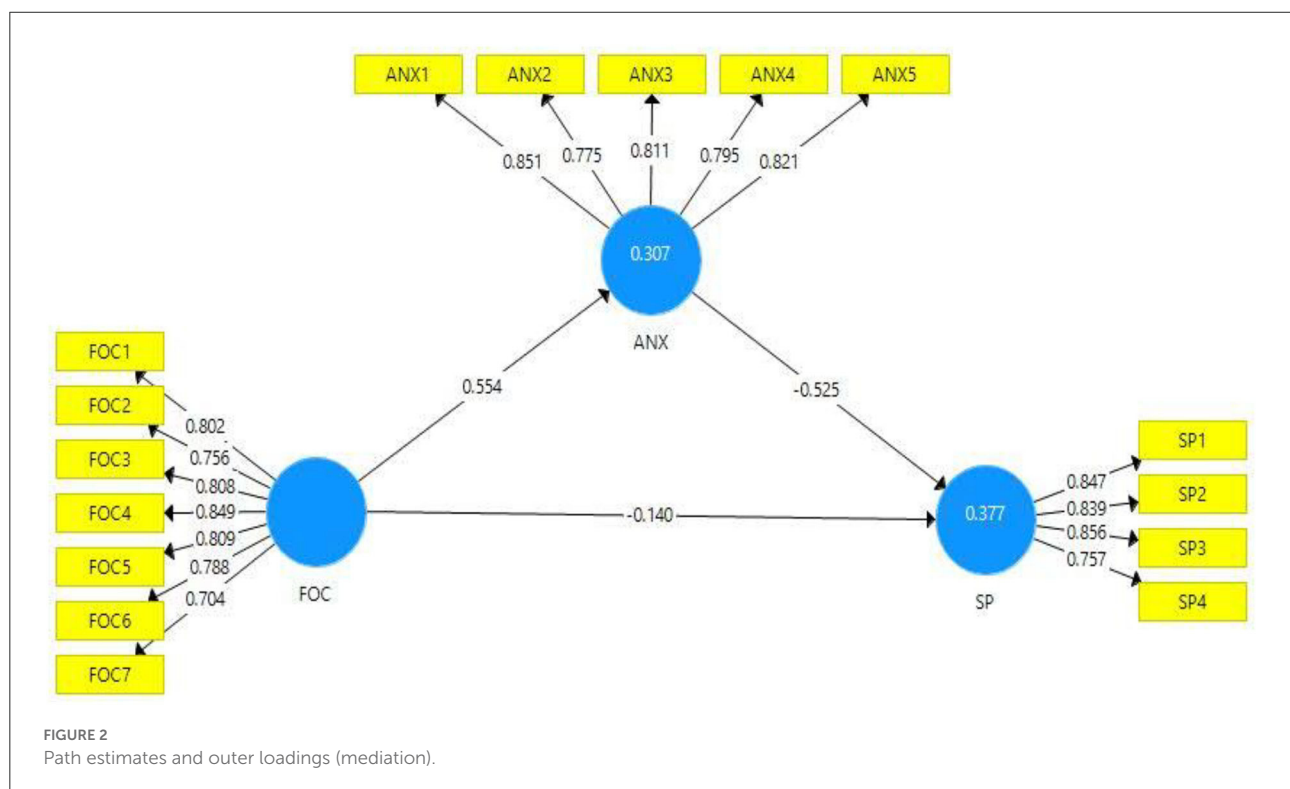 ANX1 ANX2 ANX3 ANX4 ANX5
0.851 0.775 0.811 0.795 0.821
0.307
ANX
FOC1
FOC2
FOC3
FOC4
FOC5
FOC6
FOC7
0.802
0.756
0.808
0.849
0.809
0.788
0.704
FOC
0.554
-0.525
-0.140
0.377
SP
0.847
0.839
0.856
0.757
SP1
SP2
SP3
SP4
FIGURE 2
Path estimates and outer loadings (mediation).